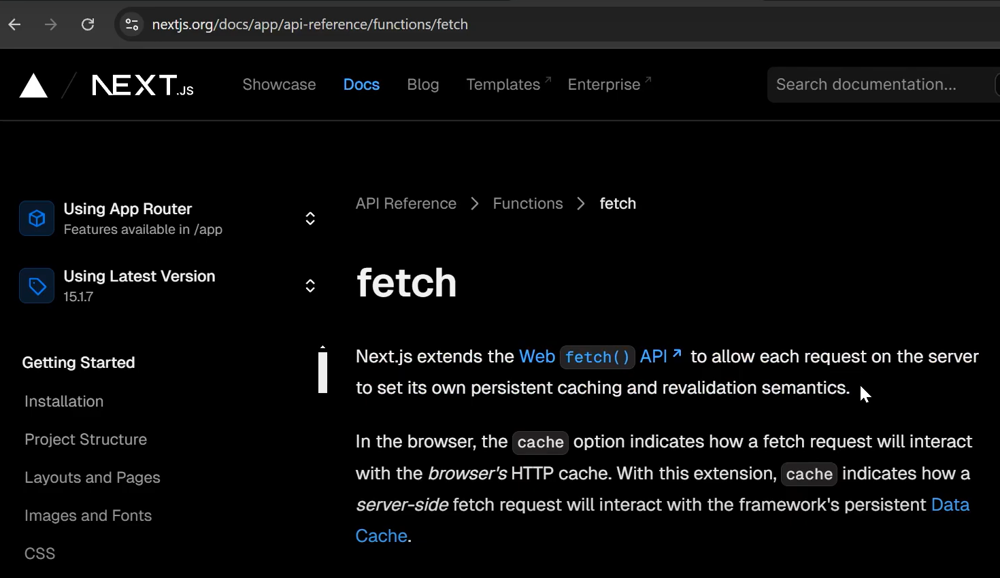 nextjs.org/docs/app/api-reference/functions/fetch
NEXT.JS
Showcase
Docs
Blog
Templates
Enterprise
Search documentation...
Using App Router
Features available in /app
Using Latest Version
15.1.7
Getting Started
Installation
Project Structure
Layouts and Pages
Images and Fonts
CSS
API Reference > Functions > fetch
fetch
Next.js extends the Web fetch() API to allow each request on the server
to set its own persistent caching and revalidation semantics.
In the browser, the cache option indicates how a fetch request will interact
with the browser's HTTP cache. With this extension, cache indicates how a
server-side fetch request will interact with the framework's persistent Data
Cache.